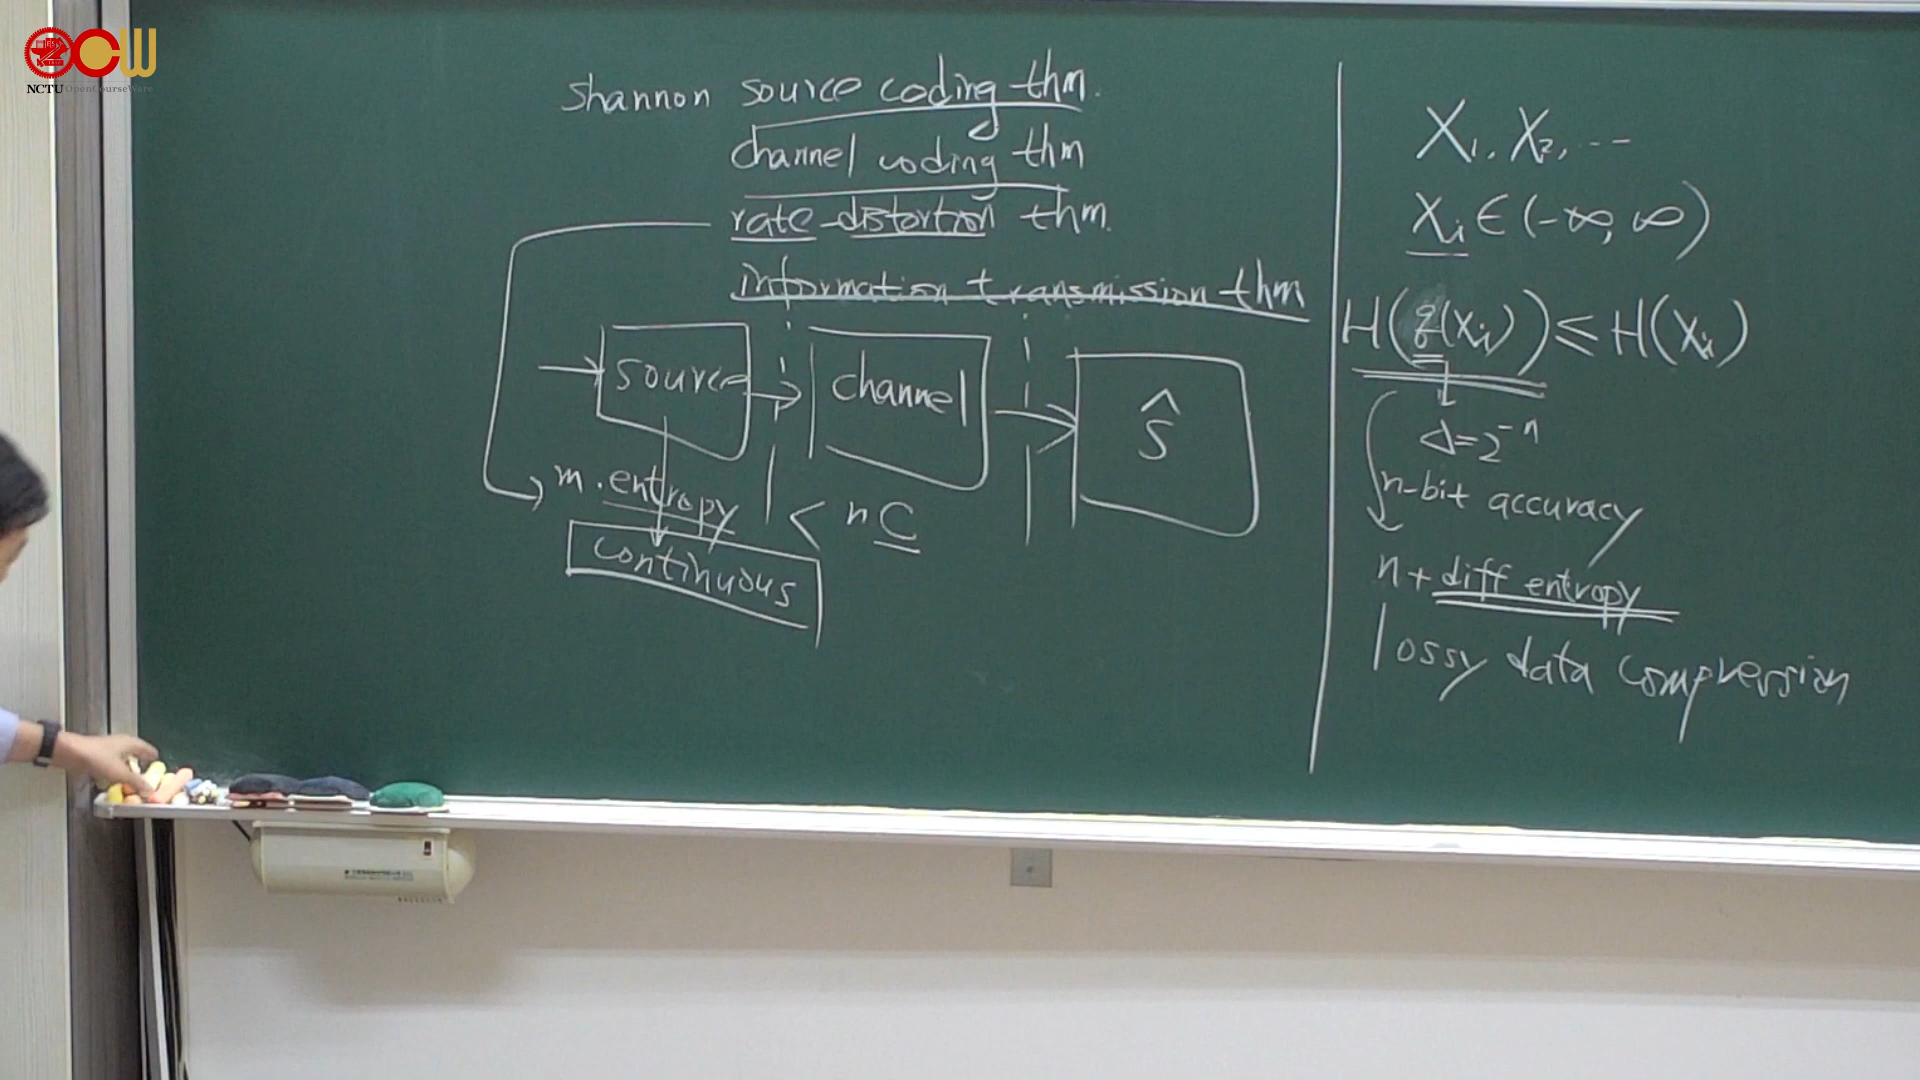 OCW
NCTU OpenCourseWare
Shannon source coding thm.
channel coding thm
rate-distortion thm.
information transmission thm
source
channel
Ŝ
m. entropy < n C
continuous
X₁, X₂, ...
Xᵢ ∈ (-∞, ∞)
H(q(Xᵢ)) ≤ H(Xᵢ)
Δ=2⁻ⁿ
n-bit accuracy
n + diff entropy
lossy data compression